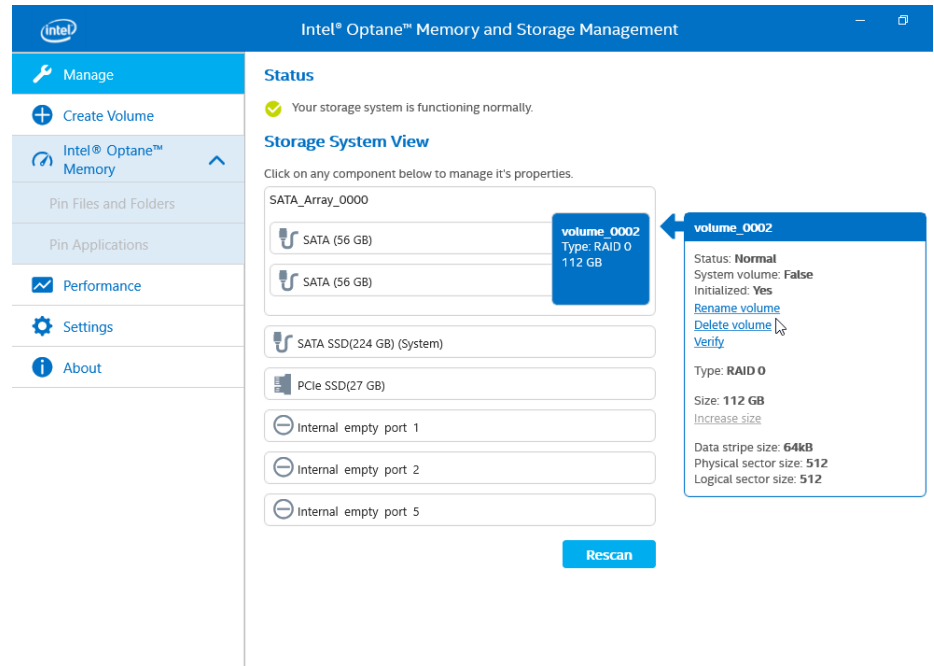 intel
Intel® Optane™ Memory and Storage Management
Manage
Create Volume
Intel® Optane™
Memory
Pin Files and Folders
Pin Applications
Performance
Settings
About
Status
Your storage system is functioning normally.
Storage System View
Click on any component below to manage it's properties.
SATA_Array_0000
SATA (56 GB)
SATA (56 GB)
volume_0002
Type: RAID 0
112 GB
SATA SSD(224 GB) (System)
PCIe SSD(27 GB)
Internal empty port 1
Internal empty port 2
Internal empty port 5
Rescan
volume_0002
Status: Normal
System volume: False
Initialized: Yes
Rename volume
Delete volume
Verify
Type: RAID 0
Size: 112 GB
Increase size
Data stripe size: 64kB
Physical sector size: 512
Logical sector size: 512